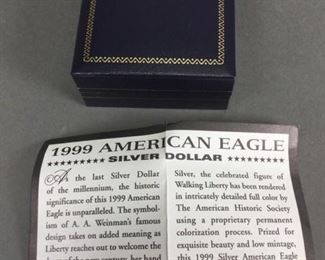 1999 AMERICAN EAGLE
★★★★★★★★★★ SILVER DOLLAR ★★★★★★★★★★
As the last Silver Dollar
of the millennium, the historic
significance of this 1999 American
Eagle is unparalleled. The symbol-
ism of A. A. Weinman's famous
design takes on added meaning as
Liberty reaches out to welcome the
Silver, the celebrated figure of
Walking Liberty has been rendered
in intricately detailed full color by
The American Historic Society
using a proprietary permanent
colorization process. Prized for
exquisite beauty and low mintage,
this 1999 Silver American Eagle